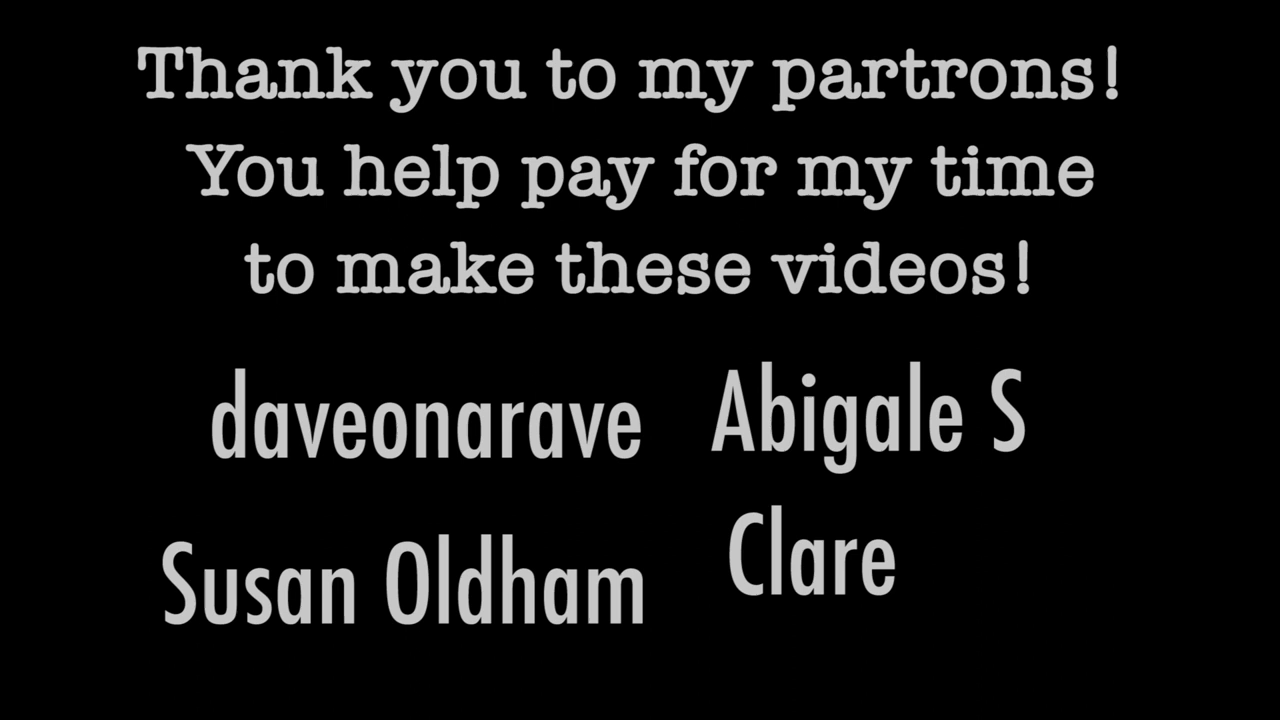 Thank you to my partrons!
You help pay for my time
to make these videos!
daveonarave
Abigale S
Susan Oldham
Clare